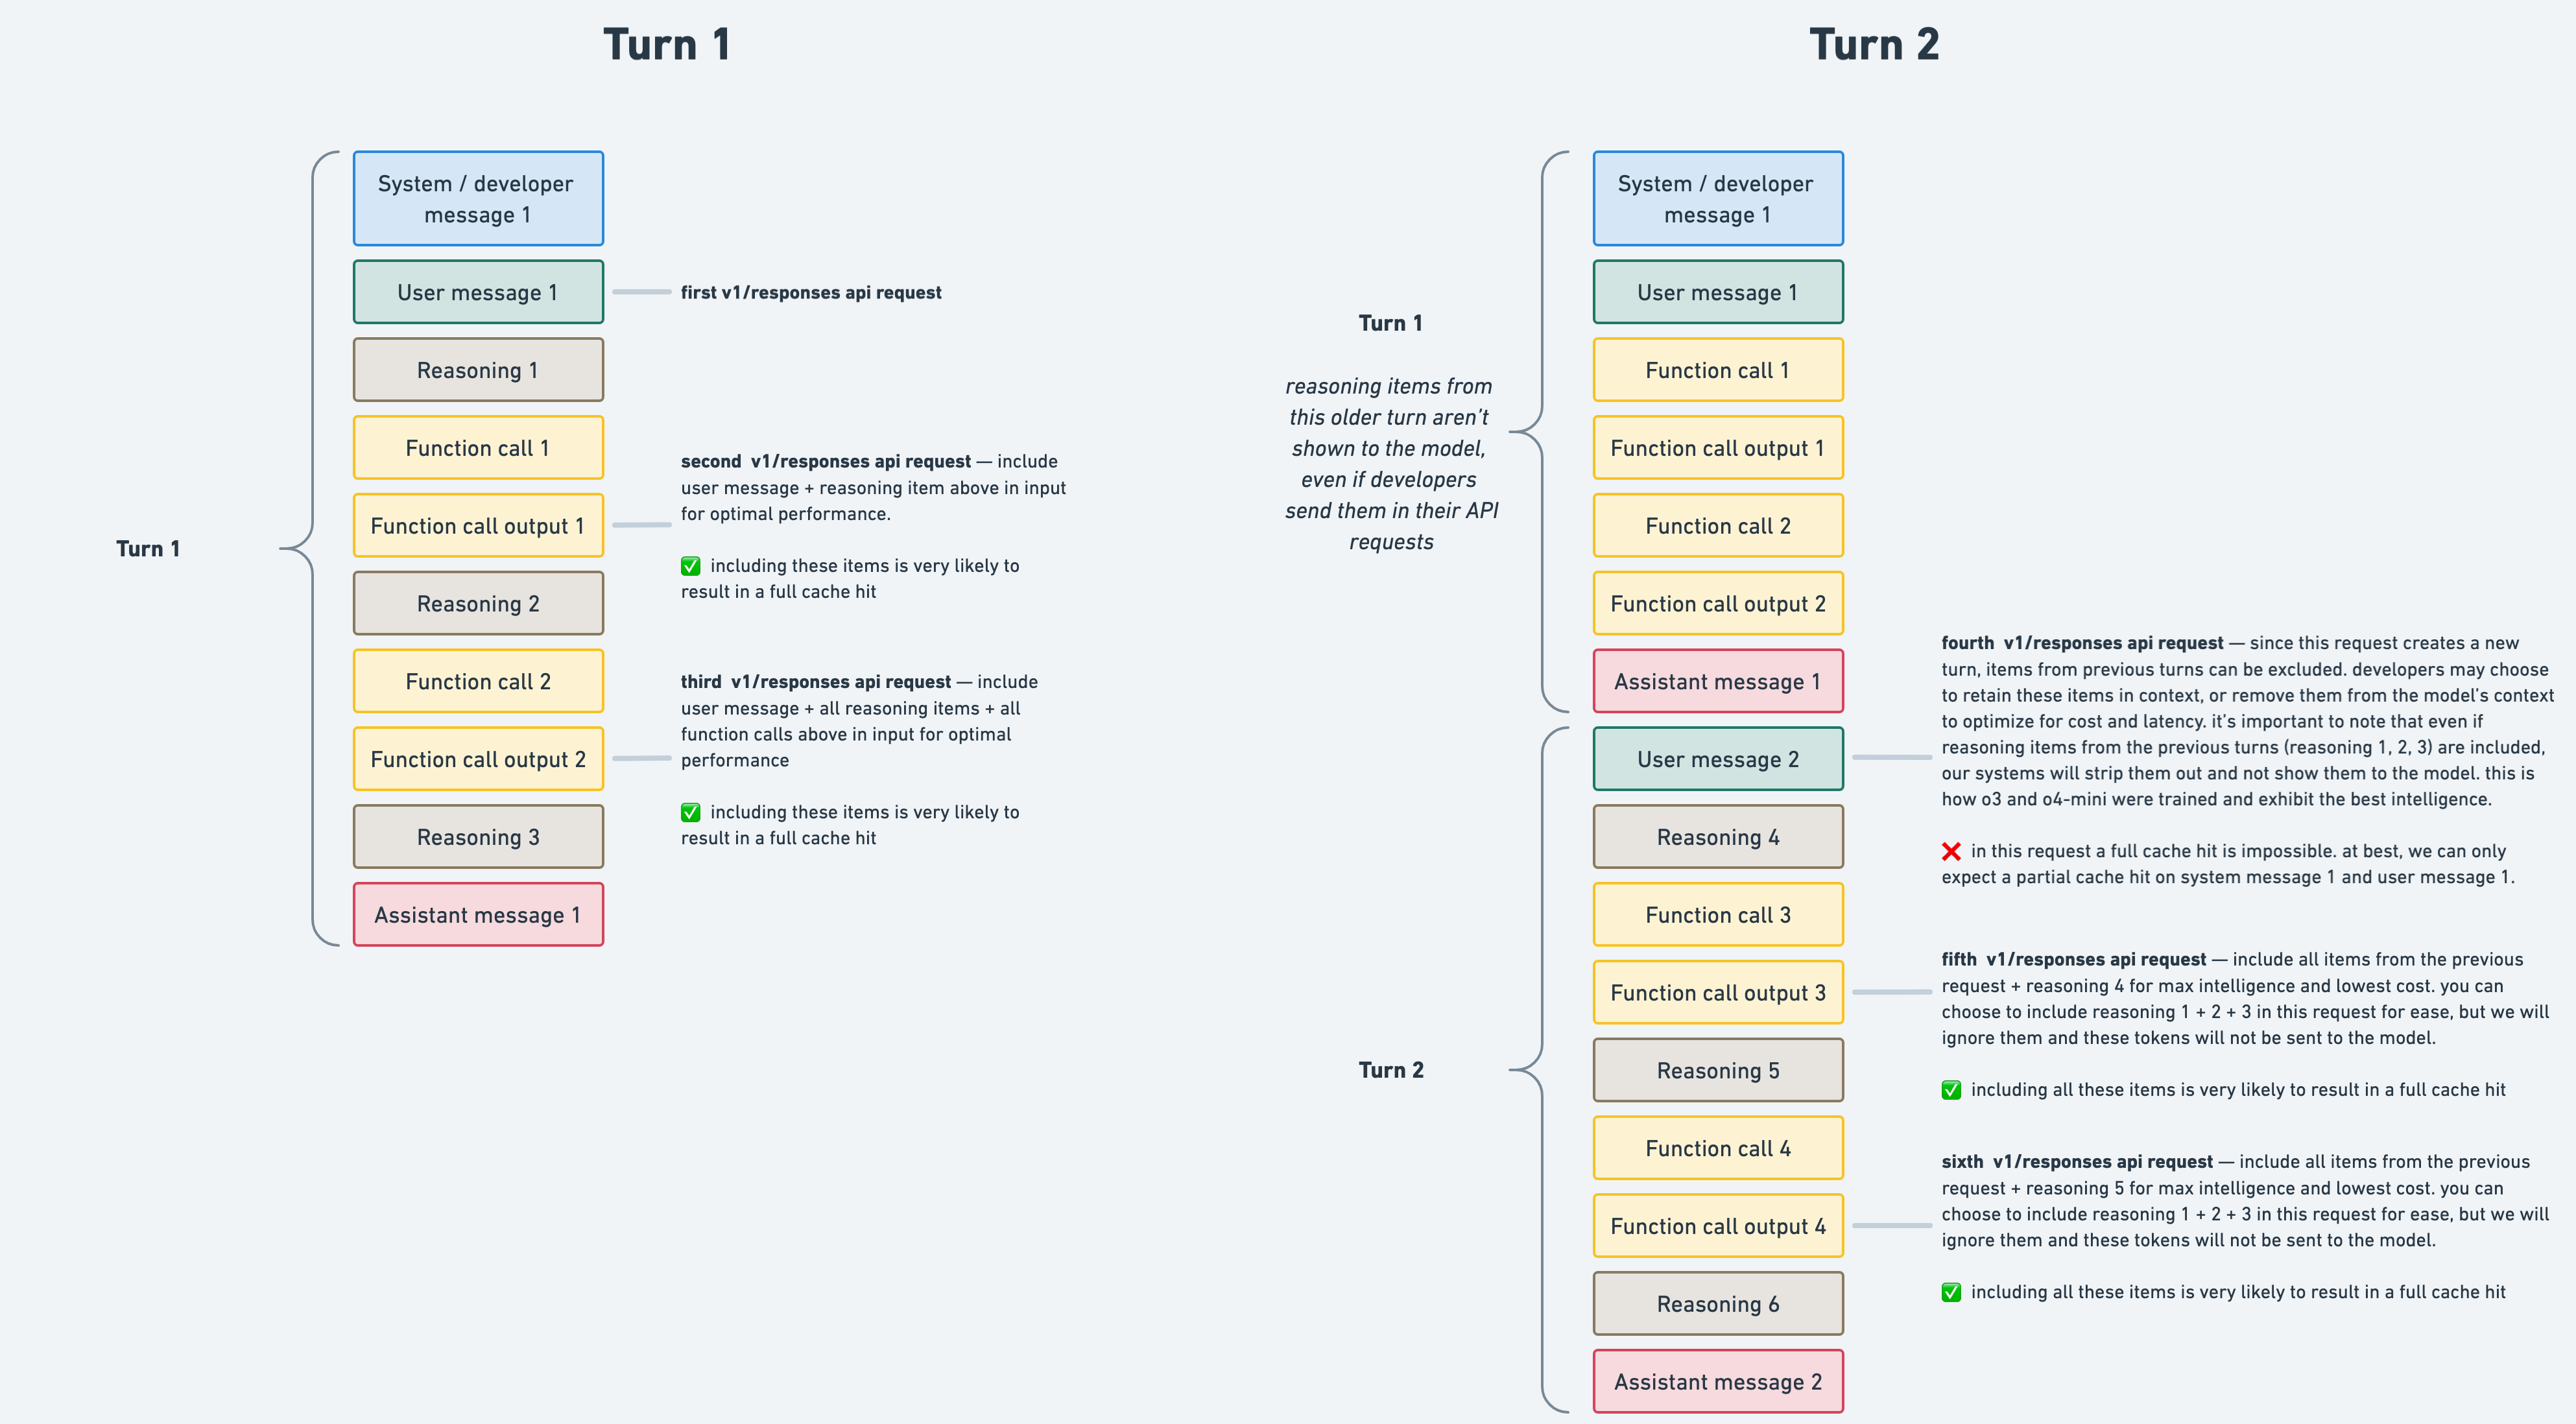 Turn 1
System / developer
message 1
User message 1
first v1/responses api request
Reasoning 1
Function call 1
second v1/responses api request — include
user message + reasoning item above in input
for optimal performance.
Function call output 1
✅ including these items is very likely to
result in a full cache hit
Turn 1
Reasoning 2
Function call 2
third v1/responses api request — include
user message + all reasoning items + all
function calls above in input for optimal
performance
Function call output 2
✅ including these items is very likely to
result in a full cache hit
Reasoning 3
Assistant message 1
Turn 2
System / developer
message 1
User message 1
Turn 1
reasoning items from
this older turn aren't
shown to the model,
even if developers
send them in their API
requests
Function call 1
Function call output 1
Function call 2
Function call output 2
Assistant message 1
User message 2
fourth v1/responses api request — since this request creates a new
turn, items from previous turns can be excluded. developers may choose
to retain these items in context, or remove them from the model's context
to optimize for cost and latency. it's important to note that even if
reasoning items from the previous turns (reasoning 1, 2, 3) are included,
our systems will strip them out and not show them to the model. this is
how o3 and o4-mini were trained and exhibit the best intelligence.
❌ in this request a full cache hit is impossible. at best, we can only
expect a partial cache hit on system message 1 and user message 1.
Reasoning 4
Function call 3
Function call output 3
fifth v1/responses api request — include all items from the previous
request + reasoning 4 for max intelligence and lowest cost. you can
choose to include reasoning 1 + 2 + 3 in this request for ease, but we will
ignore them and these tokens will not be sent to the model.
✅ including all these items is very likely to result in a full cache hit
Turn 2
Reasoning 5
Function call 4
Function call output 4
sixth v1/responses api request — include all items from the previous
request + reasoning 5 for max intelligence and lowest cost. you can
choose to include reasoning 1 + 2 + 3 in this request for ease, but we will
ignore them and these tokens will not be sent to the model.
✅ including all these items is very likely to result in a full cache hit
Reasoning 6
Assistant message 2